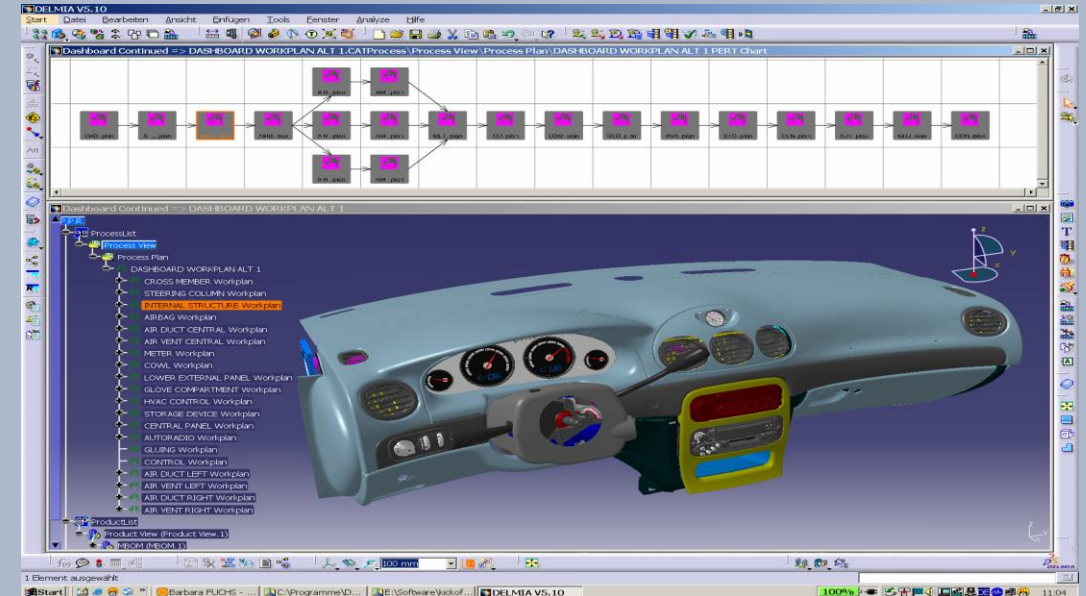 DELMIA V5.10
Start Datei Bearbeiten Ansicht Einfügen Tools Fenster Analyze Hilfe
Dashboard Continued => DASHBOARD WORKPLAN ALT 1.CATProcess\Process View\Process Plan\DASHBOARD WORKPLAN ALT 1 PERT Chart
Dashboard Continued => DASHBOARD WORKPLAN ALT 1
P.P.R.
ProcessList
Process View
Process Plan
DASHBOARD WORKPLAN ALT 1
CROSS MEMBER Workplan
STEERING COLUMN Workplan
INTERNAL STRUCTURE Workplan
AIRBAG Workplan
AIR DUCT CENTRAL Workplan
AIR VENT CENTRAL Workplan
METER Workplan
COWL Workplan
LOWER EXTERNAL PANEL Workplan
GLOVE COMPARTMENT Workplan
HVAC CONTROL Workplan
STORAGE DEVICE Workplan
CENTRAL PANEL Workplan
AUTORADIO Workplan
GLUING Workplan
CONTROL Workplan
AIR DUCT LEFT Workplan
AIR VENT LEFT Workplan
AIR DUCT RIGHT Workplan
AIR VENT RIGHT Workplan
ProductList
Product View (Product View.1)
MBOM (MBOM.1)
z
y
x
100 mm
DELMIA
1 Element ausgewählt
Start Barbara FUCHS - ... C:\Programme\D... E:\Software\kickof... DELMIA V5.10 100% 11:04